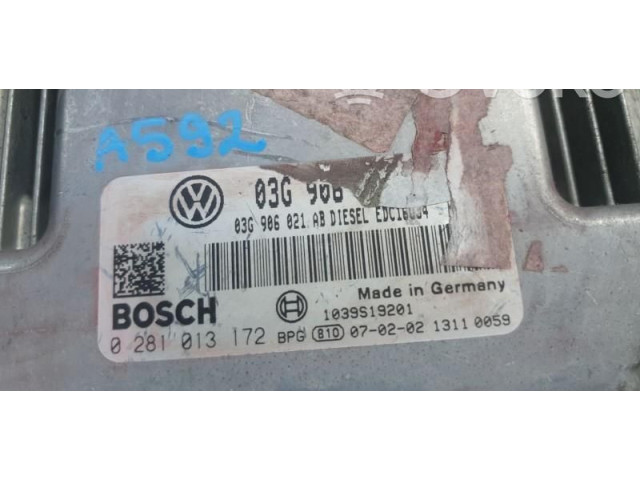 A592
03G 906
03G 906 021 AB DIESEL EDC16U34
Made in Germany
BOSCH
1039S19201
0 281 013 172 BPG 810 07-02-02 1311 0059